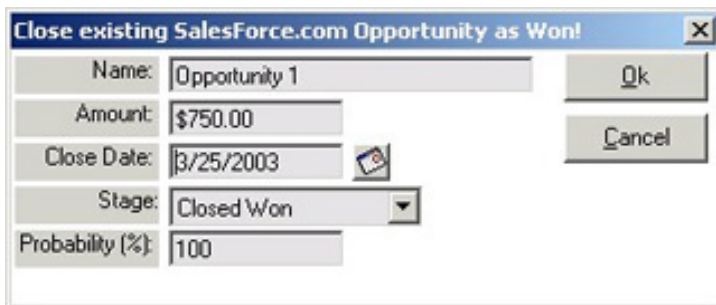 Close existing SalesForce.com Opportunity as Won!
Name: Opportunity 1
Ok
Amount: $750.00
Cancel
Close Date: 3/25/2003
Stage: Closed Won
Probability (%): 100